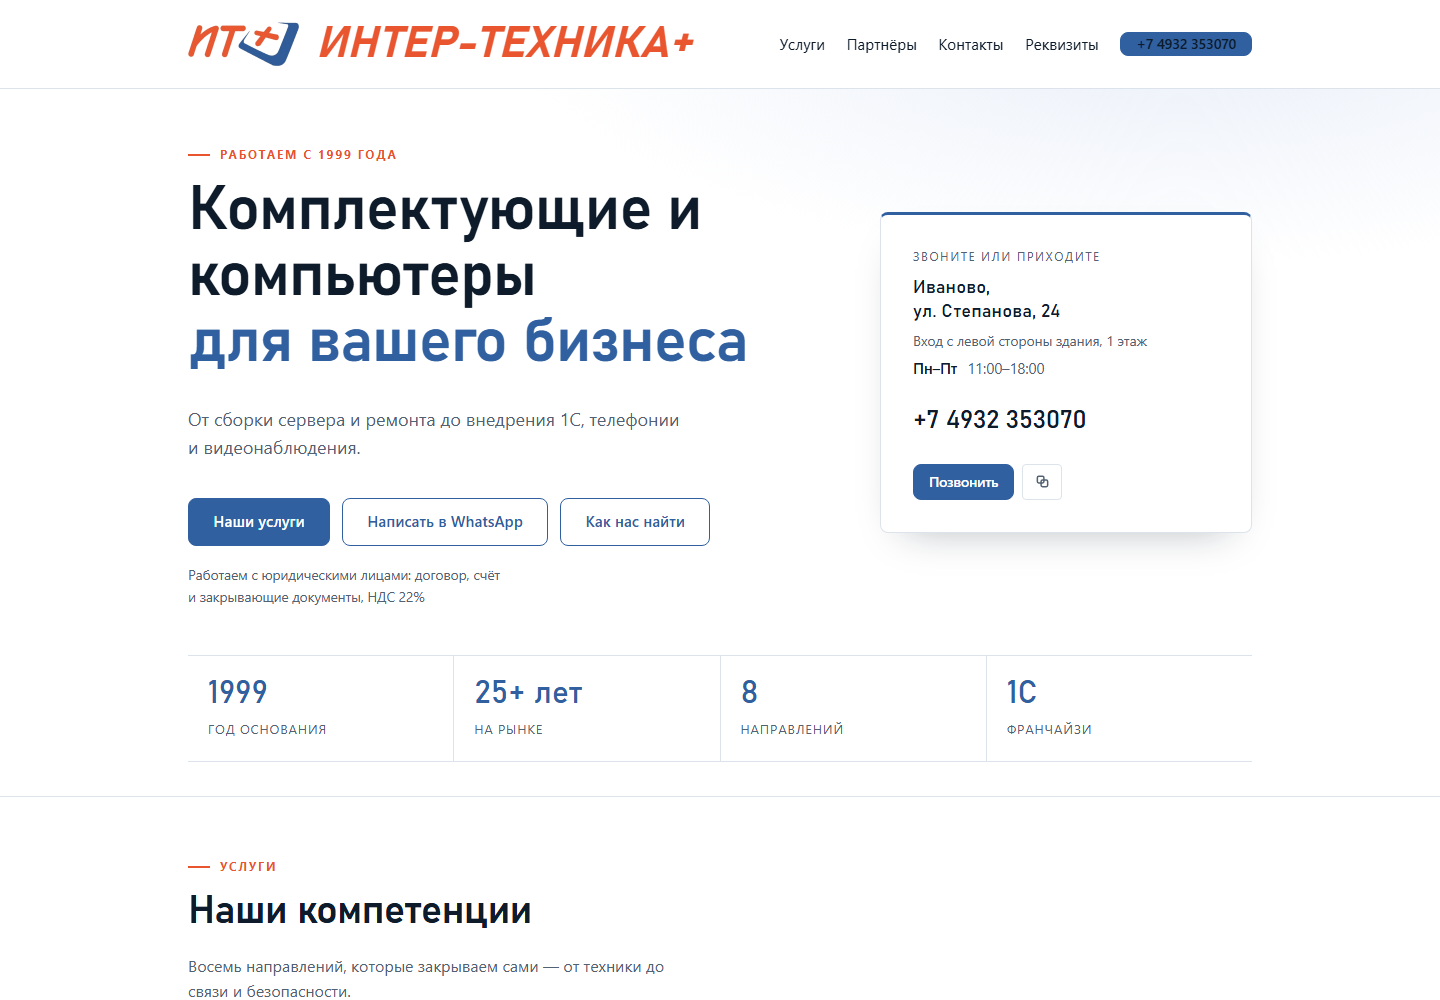 ИТ+ ИНТЕР-ТЕХНИКА+
Услуги Партнёры Контакты Реквизиты +7 4932 353070
РАБОТАЕМ С 1999 ГОДА
Комплектующие и
компьютеры
для вашего бизнеса
От сборки сервера и ремонта до внедрения 1С, телефонии
и видеонаблюдения.
Наши услуги Написать в WhatsApp Как нас найти
Работаем с юридическими лицами: договор, счёт
и закрывающие документы, НДС 22%
ЗВОНИТЕ ИЛИ ПРИХОДИТЕ
Иваново,
ул. Степанова, 24
Вход с левой стороны здания, 1 этаж
Пн–Пт 11:00–18:00
+7 4932 353070
Позвонить
1999
ГОД ОСНОВАНИЯ
25+ лет
НА РЫНКЕ
8
НАПРАВЛЕНИЙ
1С
ФРАНЧАЙЗИ
УСЛУГИ
Наши компетенции
Восемь направлений, которые закрываем сами — от техники до
связи и безопасности.